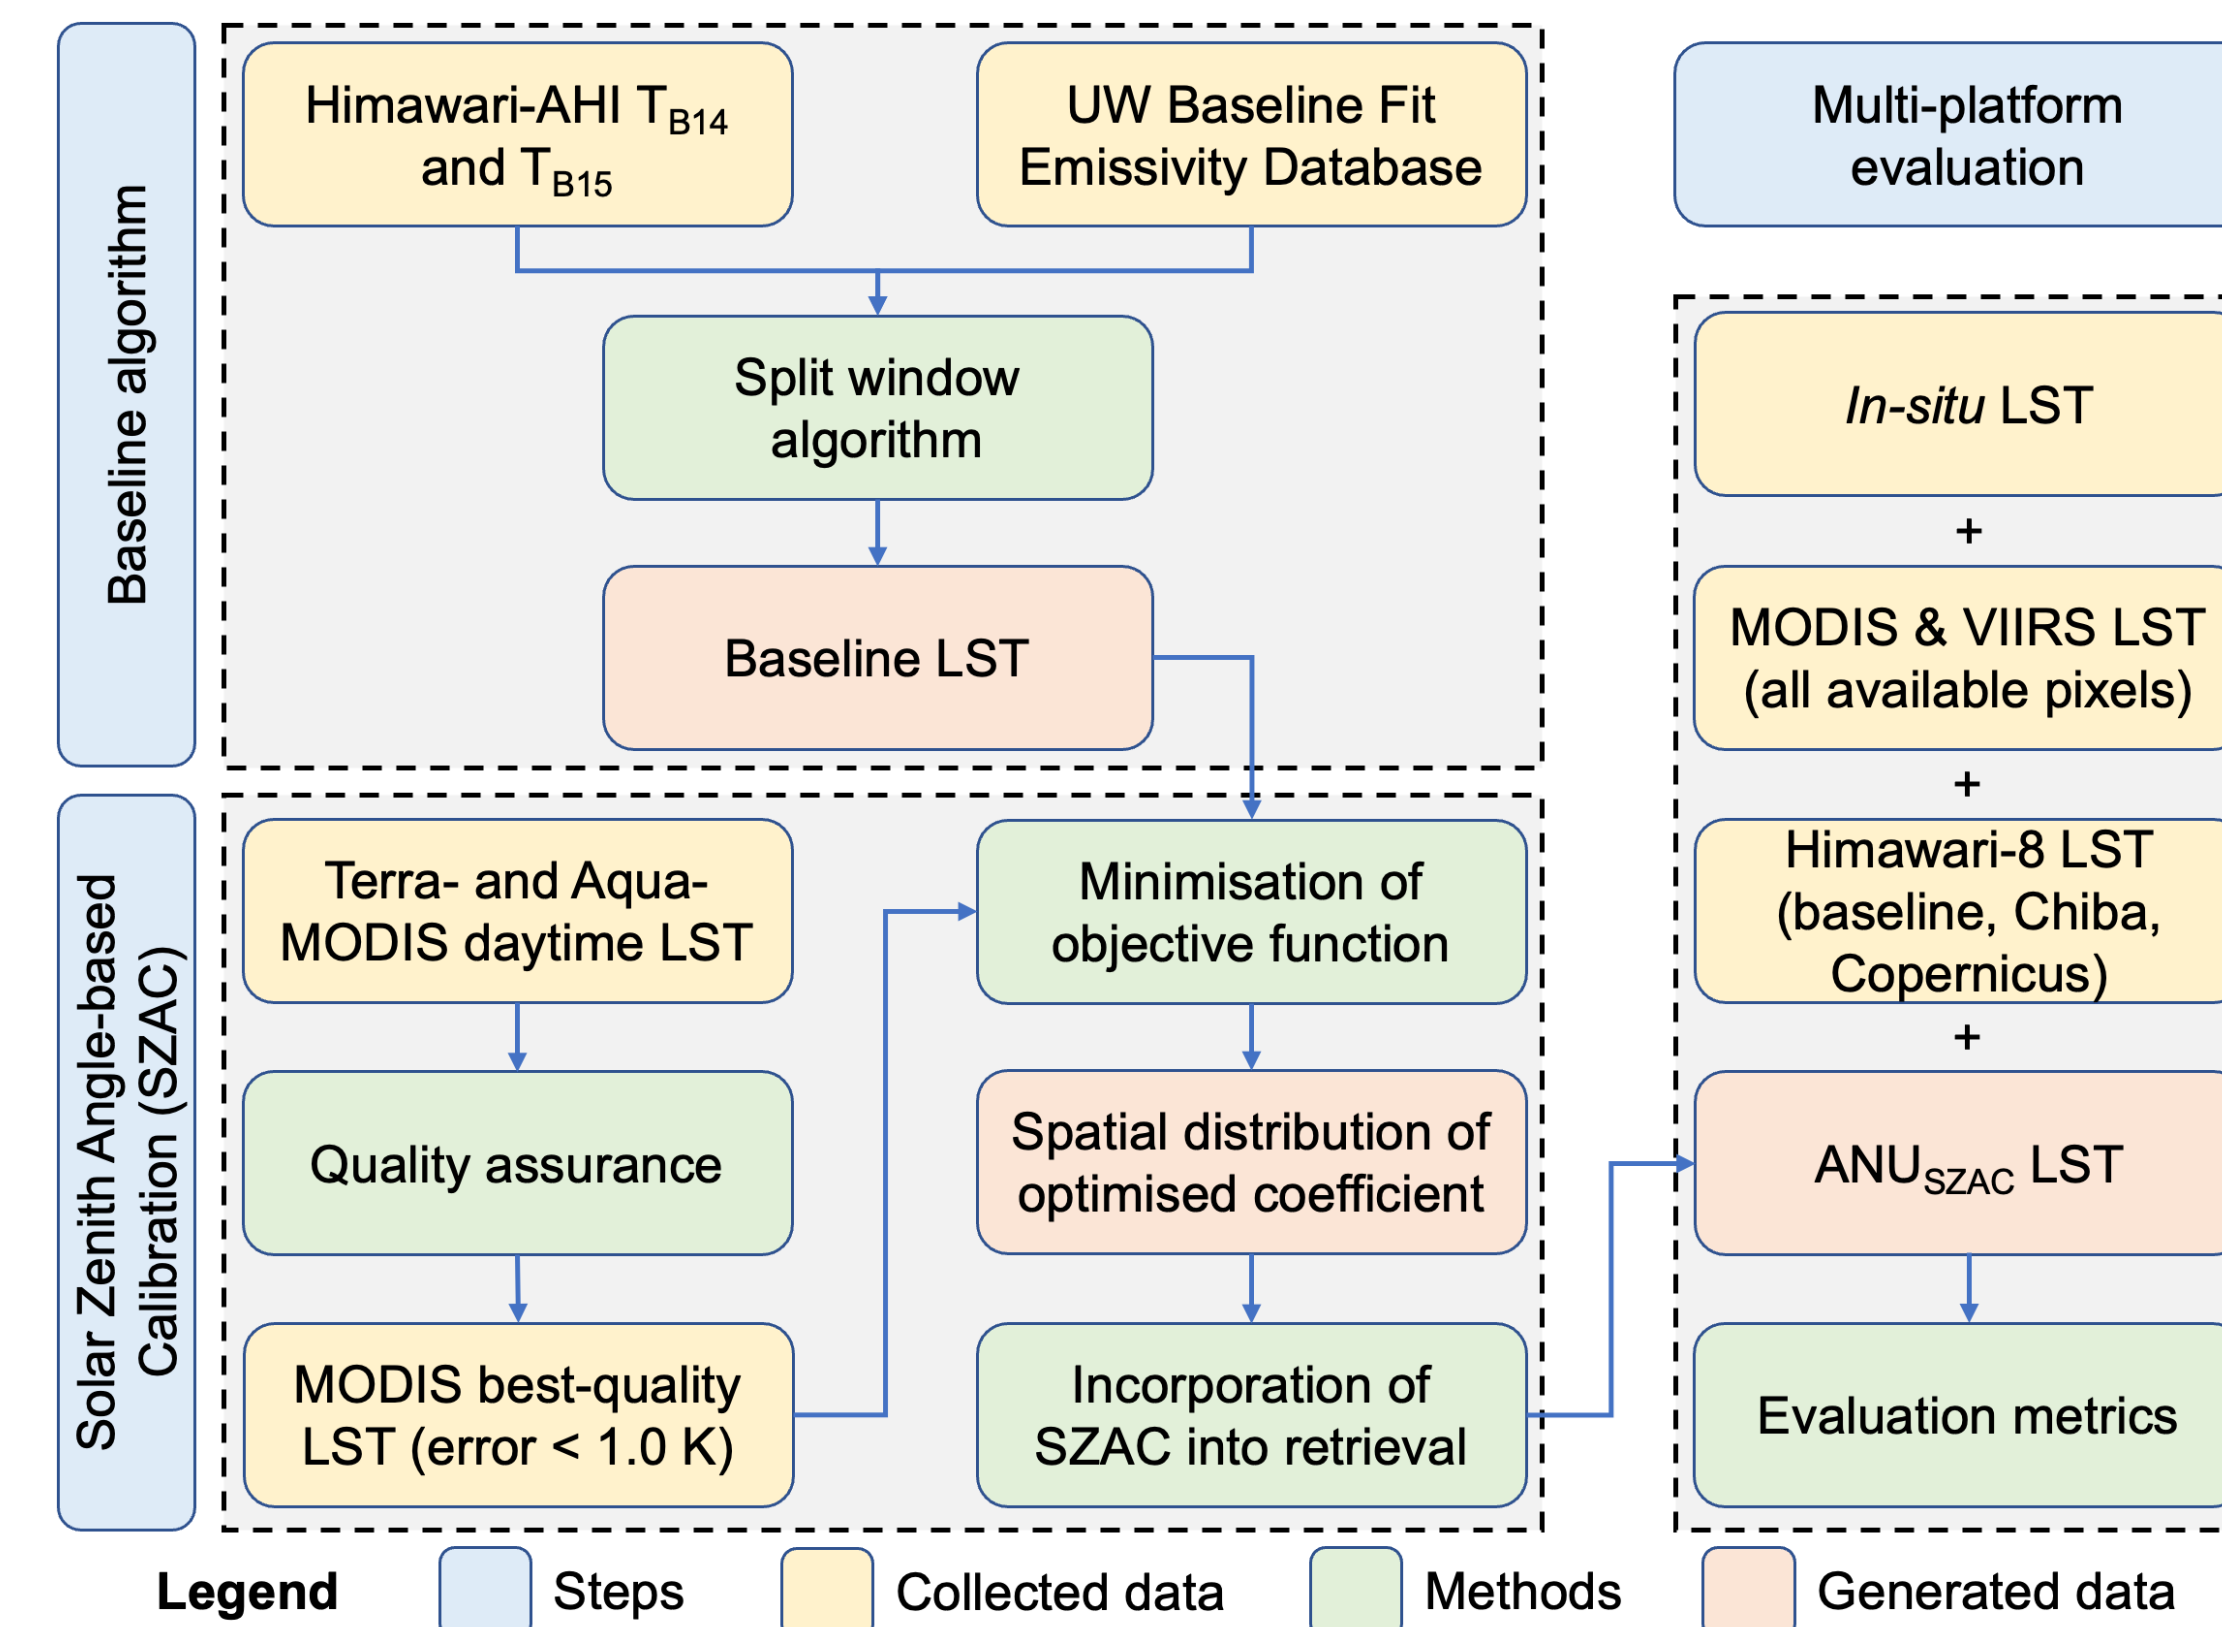 Baseline algorithm
Himawari-AHI TB14
and TB15
UW Baseline Fit
Emissivity Database
Split window
algorithm
Baseline LST
Solar Zenith Angle-based
Calibration (SZAC)
Terra- and Aqua-
MODIS daytime LST
Quality assurance
MODIS best-quality
LST (error < 1.0 K)
Minimisation of
objective function
Spatial distribution of
optimised coefficient
Incorporation of
SZAC into retrieval
Multi-platform
evaluation
In-situ LST
+
MODIS & VIIRS LST
(all available pixels)
+
Himawari-8 LST
(baseline, Chiba,
Copernicus)
+
ANUSZAC LST
Evaluation metrics
Legend
Steps
Collected data
Methods
Generated data